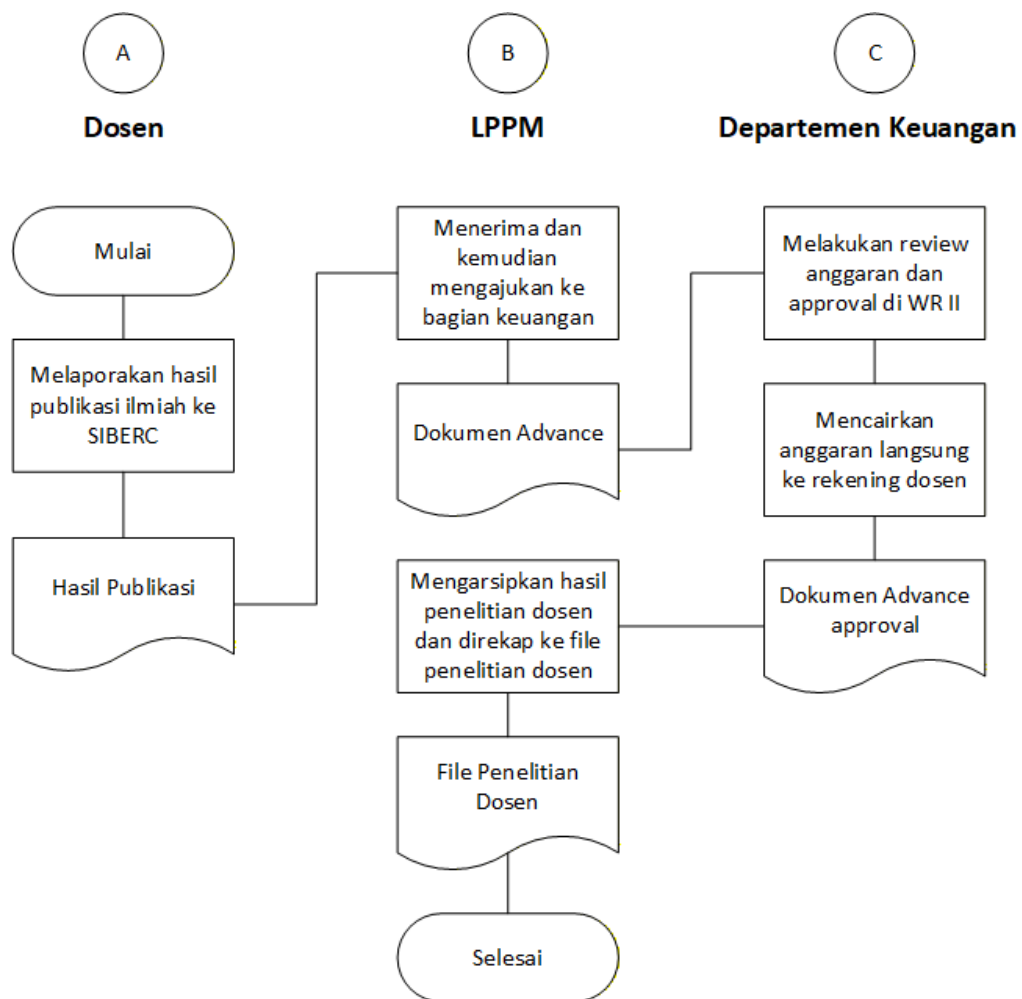 A
Dosen
Mulai
Melaporakan hasil
publikasi ilmiah ke
SIBERC
Hasil Publikasi
B
LPPM
Menerima dan
kemudian
mengajukan ke
bagian keuangan
Dokumen Advance
C
Departemen Keuangan
Melakukan review
anggaran dan
approval di WR II
Mencairkan
anggaran langsung
ke rekening dosen
Dokumen Advance
approval
Mengarsipkan hasil
penelitian dosen
dan direkap ke file
penelitian dosen
File Penelitian
Dosen
Selesai